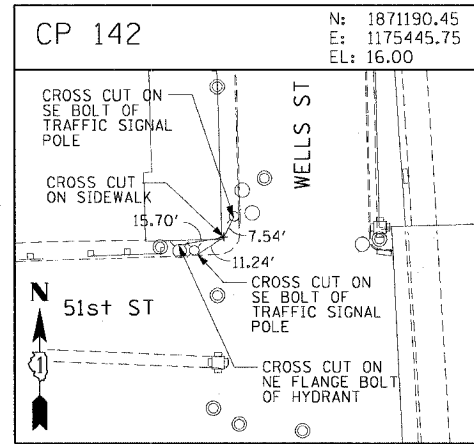 CP 142
N: 1871190.45
E: 1175445.75
EL: 16.00
CROSS CUT ON
SE BOLT OF
TRAFFIC SIGNAL
POLE
WELLS ST
CROSS CUT
ON SIDEWALK
15.70'
7.54'
11.24'
CROSS CUT ON
SE BOLT OF
TRAFFIC SIGNAL
POLE
N
51st ST
1
CROSS CUT ON
NE FLANGE BOLT
OF HYDRANT